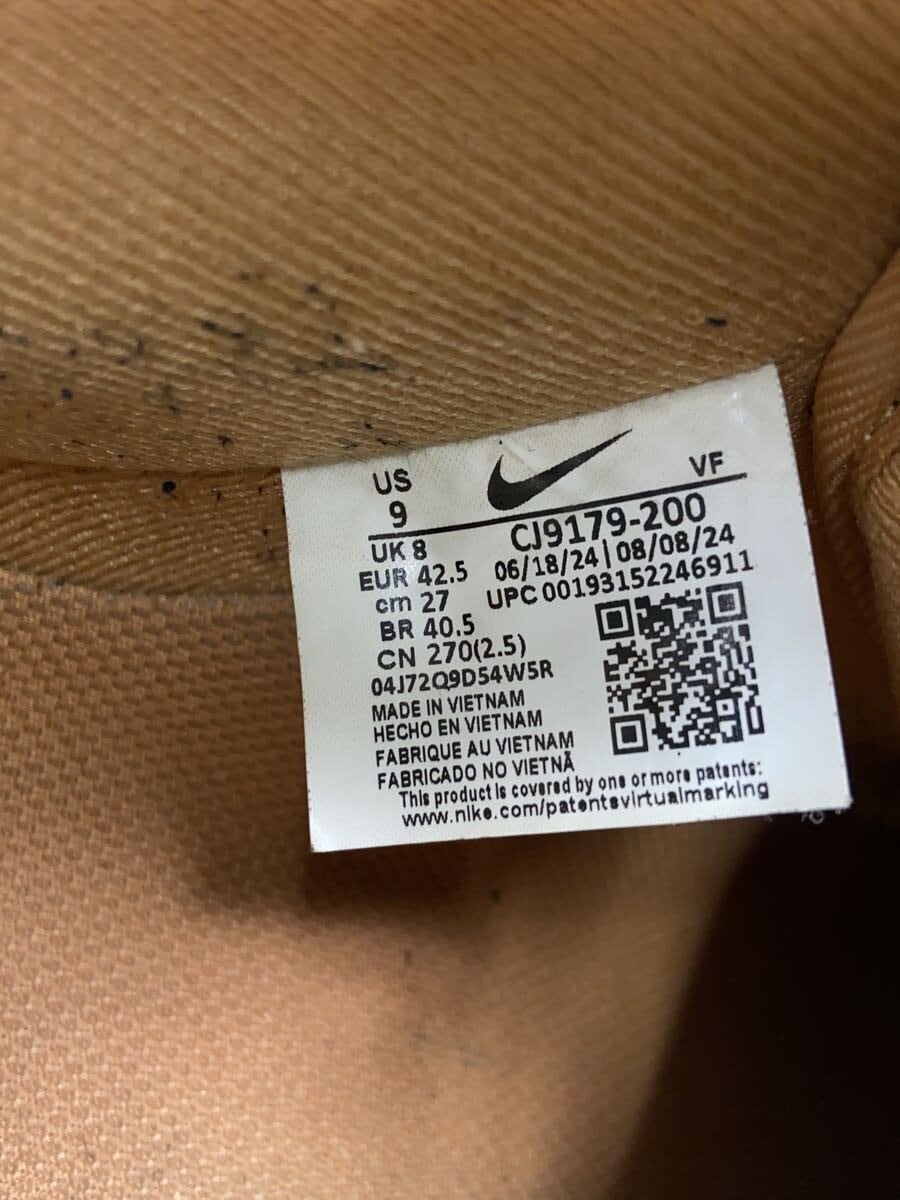 US
9
VF
UK 8
EUR 42.5
cm 27
BR 40.5
CN 270(2.5)
CJ9179-200
06/18/24 | 08/08/24
UPC 00193152246911
04J72Q9D54W5R
MADE IN VIETNAM
HECHO EN VIETNAM
FABRIQUE AU VIETNAM
FABRICADO NO VIETNÃ
This product is covered by one or more patents:
www.nike.com/patentsvirtualmarking